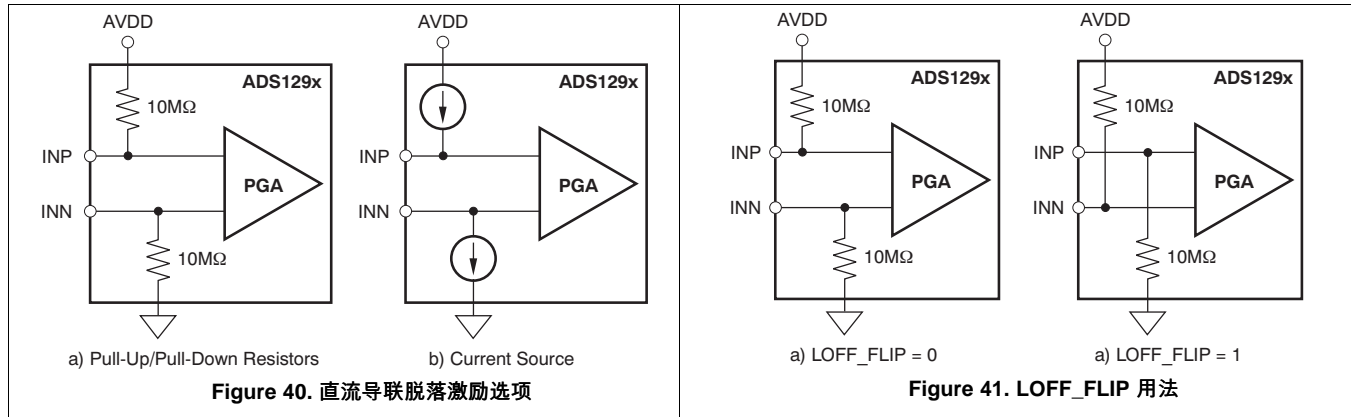 AVDD
ADS129x
10MΩ
INP
PGA
INN
10MΩ
a) Pull-Up/Pull-Down Resistors
AVDD
ADS129x
INP
PGA
INN
b) Current Source
Figure 40. 直流导联脱落激励选项
AVDD
ADS129x
10MΩ
INP
PGA
INN
10MΩ
a) LOFF_FLIP = 0
AVDD
ADS129x
10MΩ
INP
PGA
INN
10MΩ
a) LOFF_FLIP = 1
Figure 41. LOFF_FLIP 用法